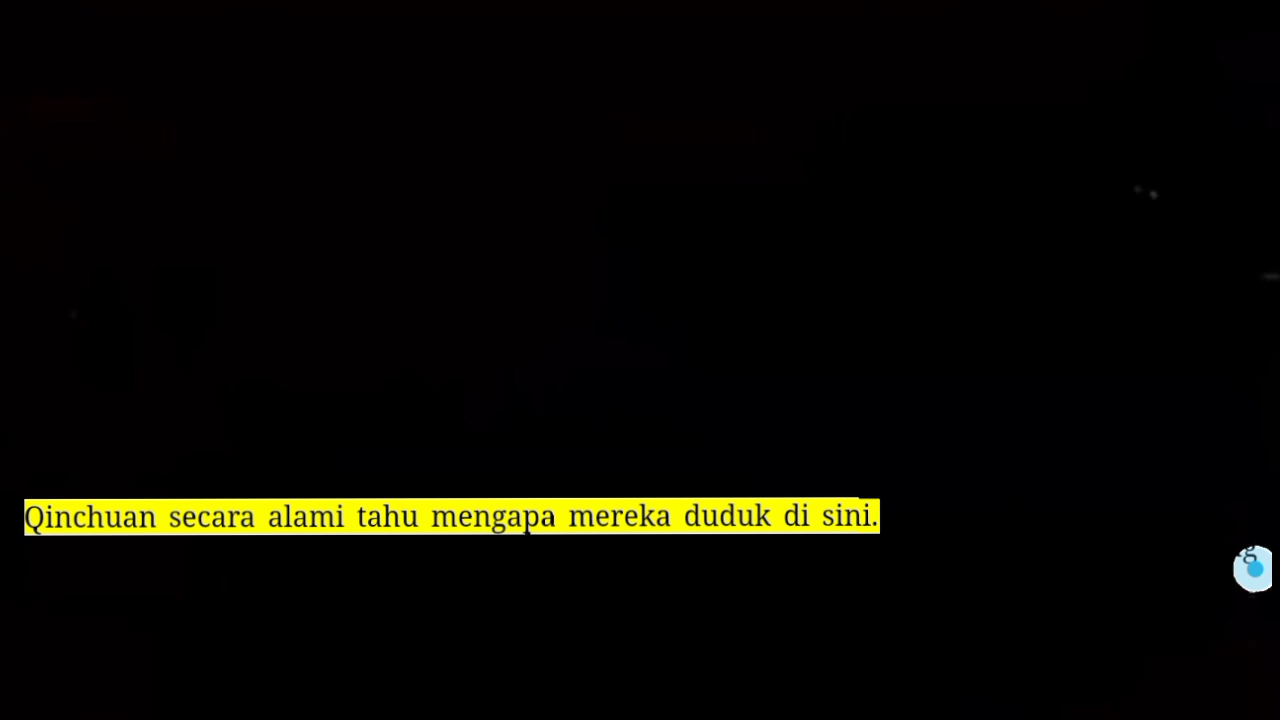 Qinchuan secara alami tahu mengapa mereka duduk di sini.
g